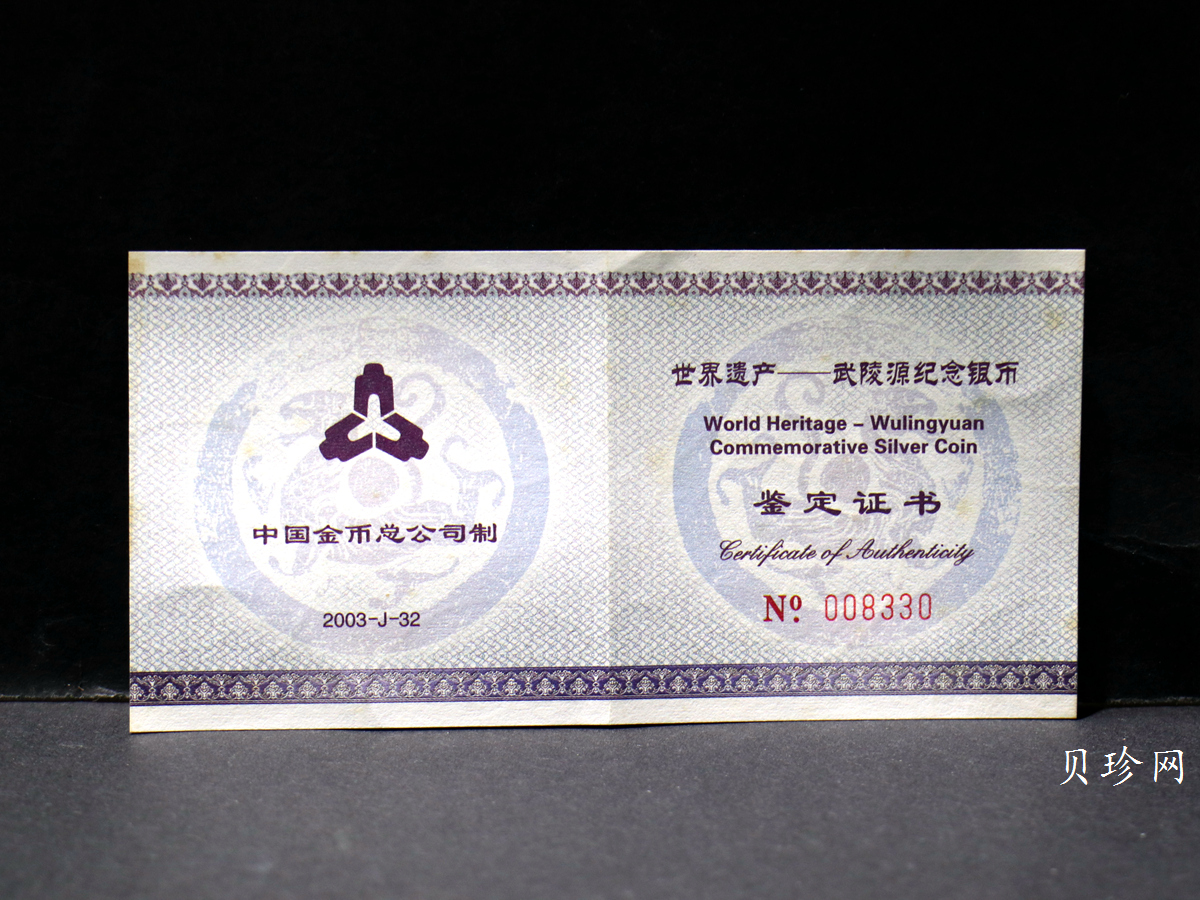 中国金币总公司制
2003-J-32
世界遗产——武陵源纪念银币
World Heritage – Wulingyuan
Commemorative Silver Coin
鉴定证书
Certificate of Authenticity
Nº 008330
贝珍网